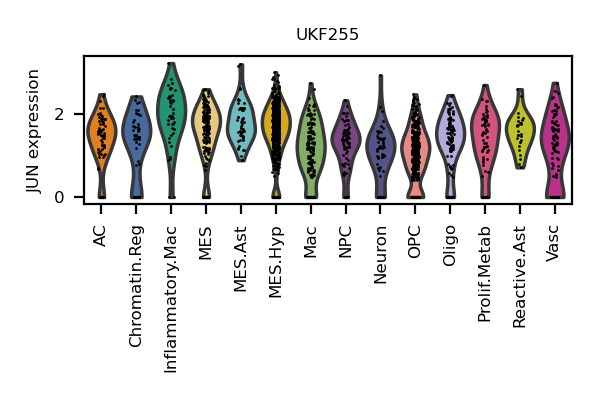 UKF255
JUN expression
2
0
AC
Chromatin.Reg
Inflammatory.Mac
MES
MES.Ast
MES.Hyp
Mac
NPC
Neuron
OPC
Oligo
Prolif.Metab
Reactive.Ast
Vasc